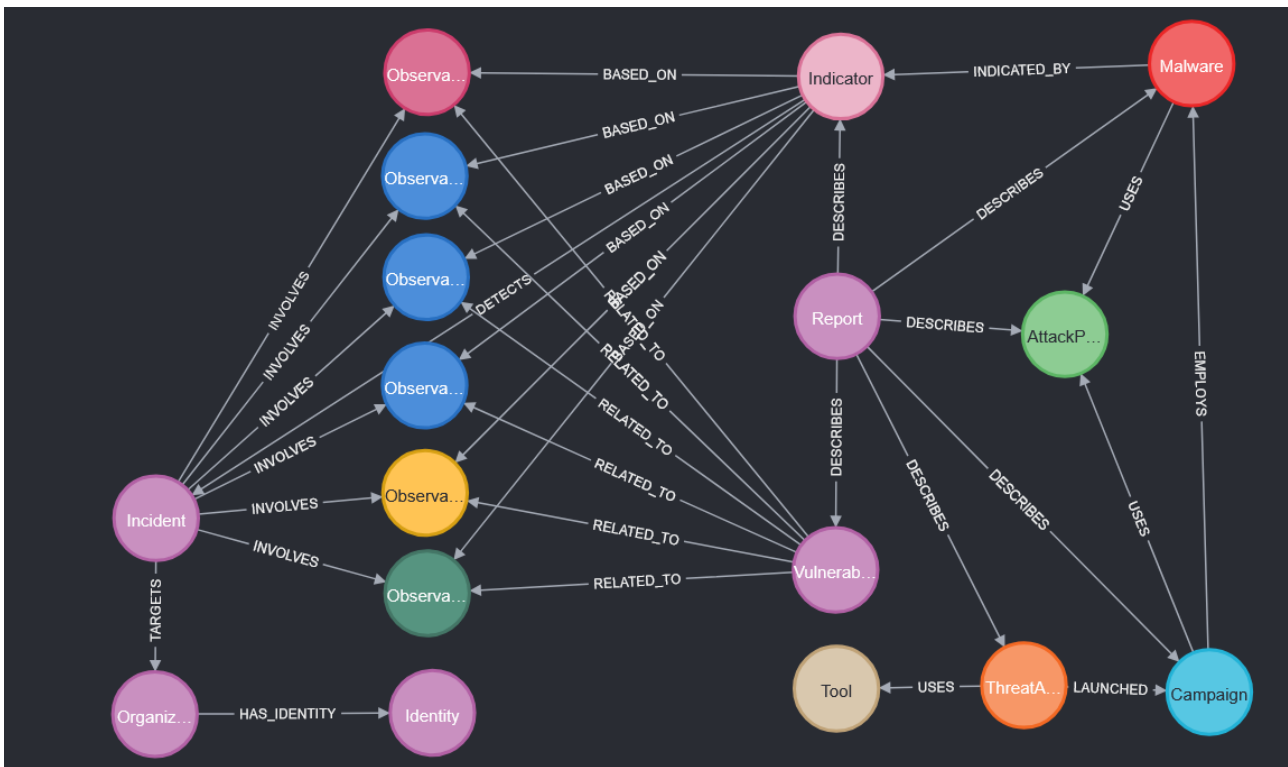 Observa...
BASED_ON
Indicator
INDICATED_BY
Malware
BASED_ON
Observa...
BASED_ON
DESCRIBES
DESCRIBES
USES
BASED_ON
Observa...
INVOLVES
DETECTS
BASED_ON
RELATED_TO
BASED_ON
Report
DESCRIBES
AttackP...
INVOLVES
Observa...
RELATED_TO
EMPLOYS
INVOLVES
RELATED_TO
DESCRIBES
INVOLVES
RELATED_TO
Observa...
INVOLVES
DESCRIBES
DESCRIBES
USES
Incident
RELATED_TO
INVOLVES
Observa...
RELATED_TO
Vulnerab...
TARGETS
Organiz...
HAS_IDENTITY
Identity
Tool
USES
ThreatA...
LAUNCHED
Campaign